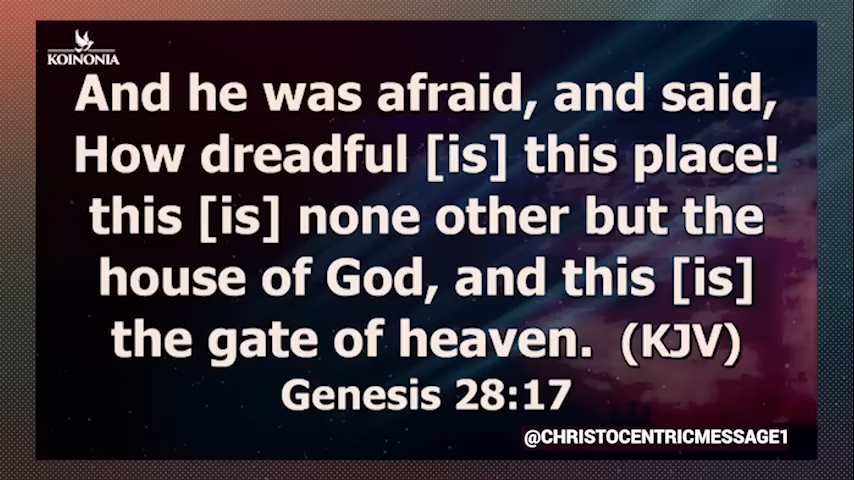 KOINONIA
And he was afraid, and said,
How dreadful [is] this place!
this [is] none other but the
house of God, and this [is]
the gate of heaven. (KJV)
Genesis 28:17
@CHRISTOCENTRICMESSAGE1